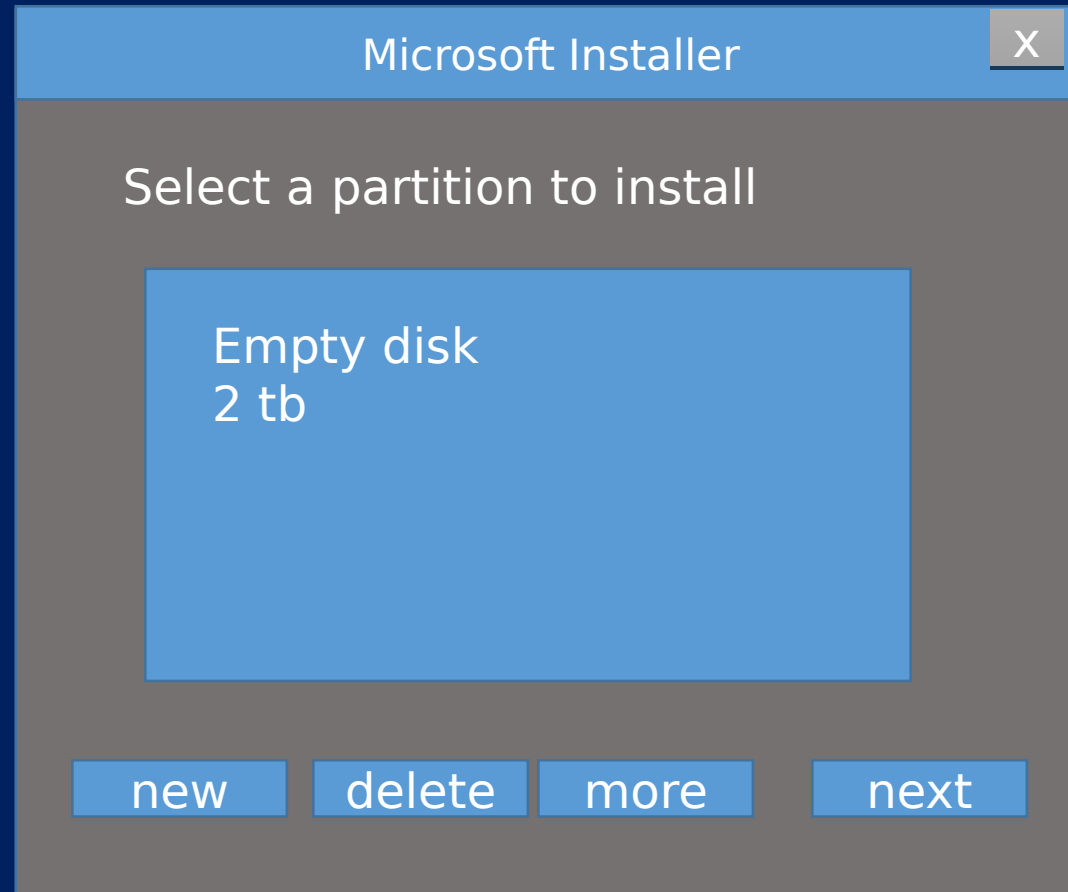 Microsoft Installer
x
Select a partition to install
Empty disk
2 tb
new
delete
more
next